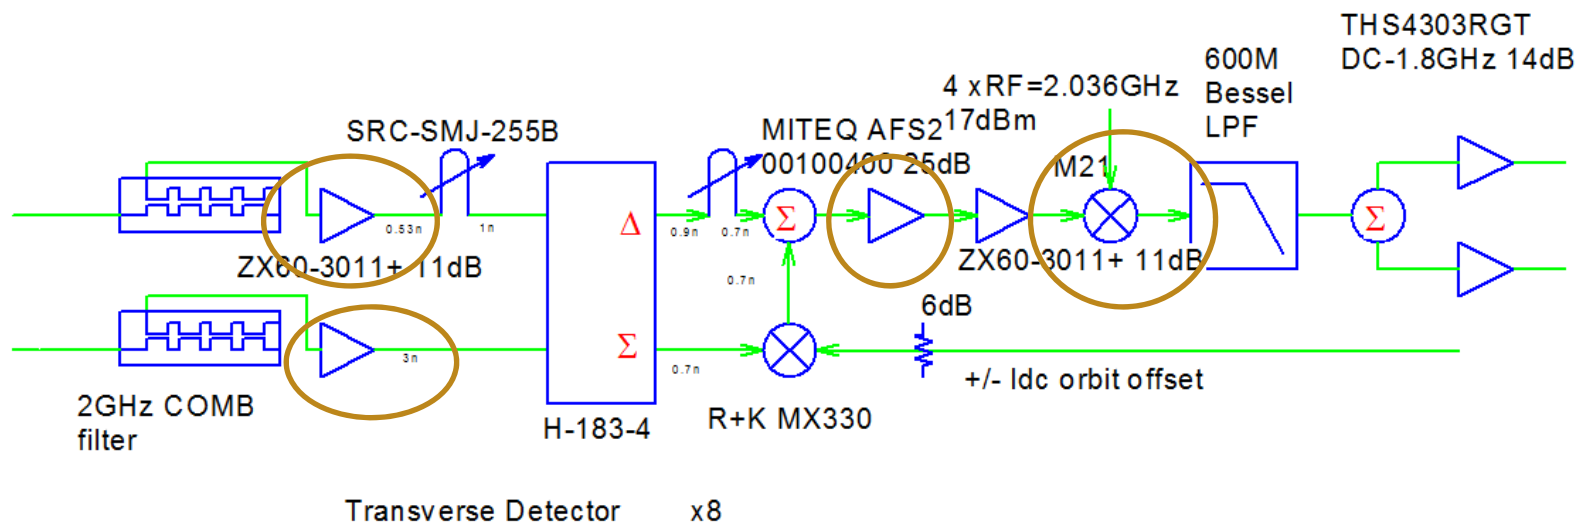 THS4303RGT
DC-1.8GHz 14dB
600M
Bessel
LPF
4 xRF=2.036GHz
17dBm
SRC-SMJ-255B
MITEQ AFS2
00100400 25dB
M21
Δ
Σ
Σ
0.53n
1n
0.9n
0.7n
ZX60-3011+ 11dB
ZX60-3011+ 11dB
0.7n
6dB
3n
Σ
0.7n
+/- Idc orbit offset
2GHz COMB
filter
H-183-4
R+K MX330
Transverse Detector x8